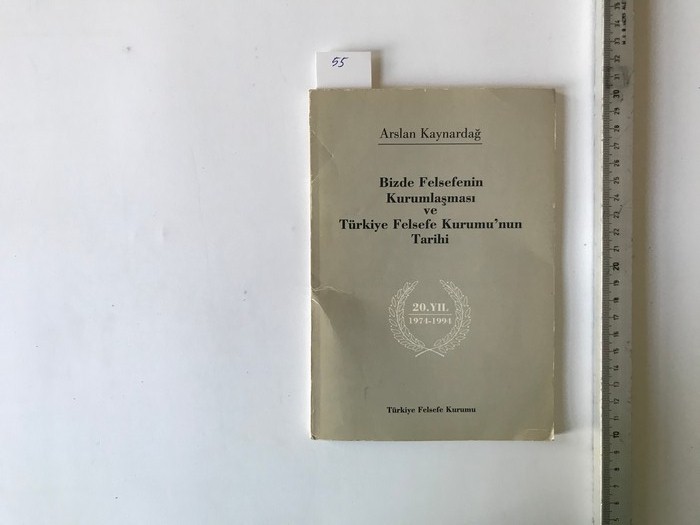 55
Arslan Kaynardağ
Bizde Felsefenin
Kurumlaşması
ve
Türkiye Felsefe Kurumu'nun
Tarihi
20.YIL
1974-1994
Türkiye Felsefe Kurumu